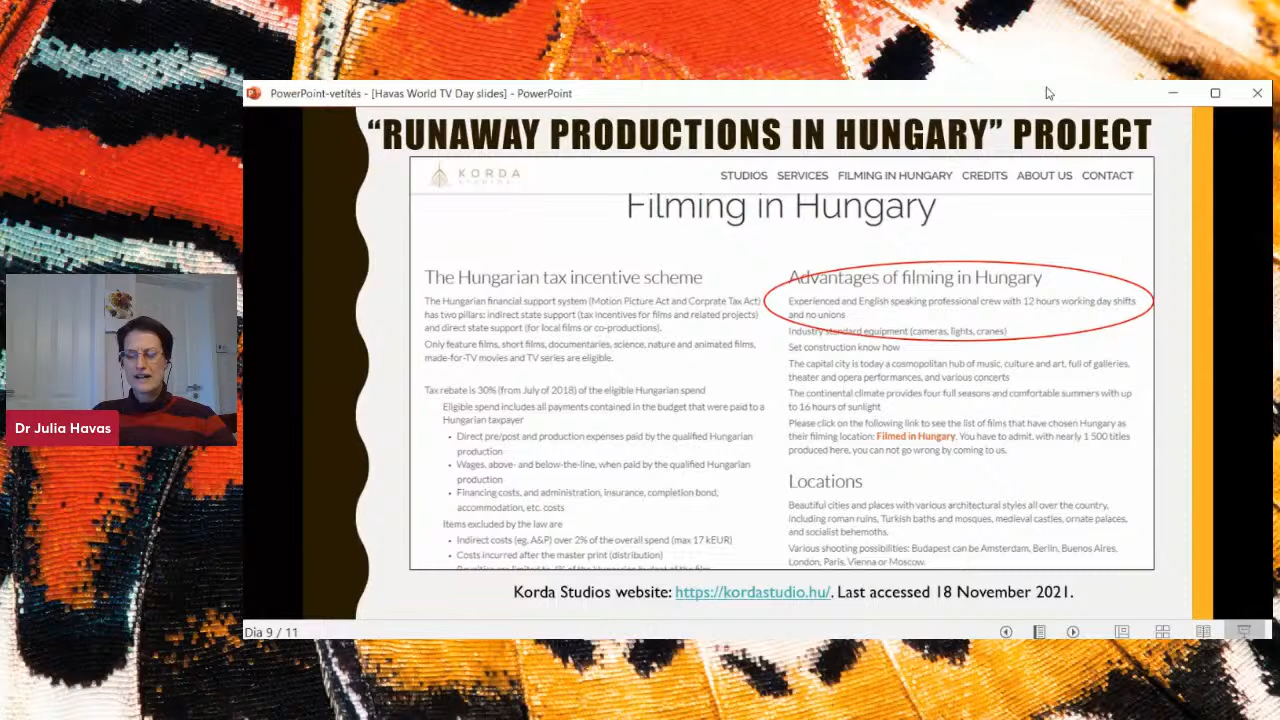 PowerPoint-vetítés - [Havas World TV Day slides] - PowerPoint
“RUNAWAY PRODUCTIONS IN HUNGARY” PROJECT
KORDA
STUDIOS
STUDIOS SERVICES FILMING IN HUNGARY CREDITS ABOUT US CONTACT
Filming in Hungary
The Hungarian tax incentive scheme
The Hungarian financial support system (Motion Picture Act and Corprate Tax Act)
has two pillars: indirect state support (tax incentives for films and related projects)
and direct state support (for local films or co-productions).
Only feature films, short films, documentaries, science, nature and animated films,
made-for-TV movies and TV series are eligible.
Tax rebate is 30% (from July of 2018) of the eligible Hungarian spend
Eligible spend includes all payments contained in the budget that were paid to a
Hungarian taxpayer
• Direct pre/post and production expenses paid by the qualified Hungarian
production
• Wages, above- and below-the-line, when paid by the qualified Hungarian
production
• Financing costs, and administration, insurance, completion bond,
accommodation, etc. costs
Items excluded by the law are
• Indirect costs (eg. A&P) over 2% of the overall spend (max 17 kEUR)
• Costs incurred after the master print (distribution)
• Royalties are limited to 4% of the Hungarian budget of the film
Advantages of filming in Hungary
Experienced and English speaking professional crew with 12 hours working day shifts
and no unions
Industry standard equipment (cameras, lights, cranes)
Set construction know how
The capital city is today a cosmopolitan hub of music, culture and art, full of galleries,
theater and opera performances, and various concerts
The continental climate provides four full seasons and comfortable summers with up
to 16 hours of sunlight
Please click on the following link to see the list of films that have chosen Hungary as
their filming location: Filmed in Hungary. You have to admit, with nearly 1 500 titles
produced here, you can not go wrong by coming to us.
Locations
Beautiful cities and places with various architectural styles all over the country,
including roman ruins, Turkish baths and mosques, medieval castles, ornate palaces,
and socialist behemoths.
Various shooting possibilities: Budapest can be Amsterdam, Berlin, Buenos Aires,
London, Paris, Vienna or Moscow.
Korda Studios website: https://kordastudio.hu/. Last accessed 18 November 2021.
Dia 9 / 11
Dr Julia Havas